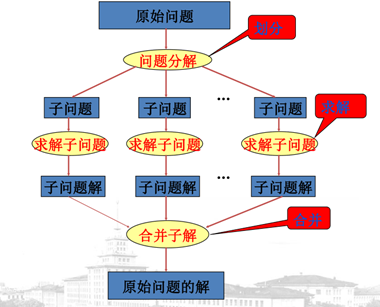 原始问题
划分
问题分解
子问题 子问题 ... 子问题
求解
求解子问题 求解子问题 求解子问题
子问题解 子问题解 ... 子问题解
合并
合并子解
原始问题的解